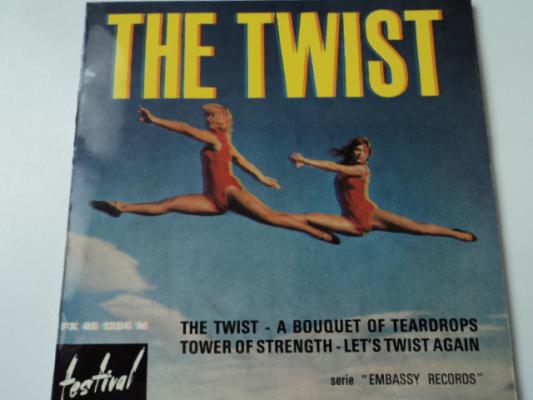 THE TWIST
THE TWIST - A BOUQUET OF TEARDROPS
TOWER OF STRENGTH - LET'S TWIST AGAIN
serie "EMBASSY RECORDS"
festival